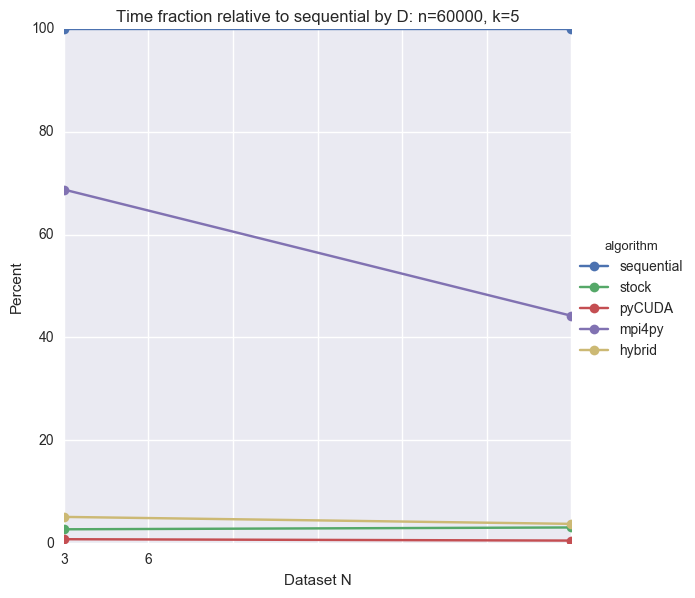 Time fraction relative to sequential by D: n=60000, k=5
100
80
60
40
20
0
Percent
3 6
Dataset N
algorithm
sequential
stock
pyCUDA
mpi4py
hybrid